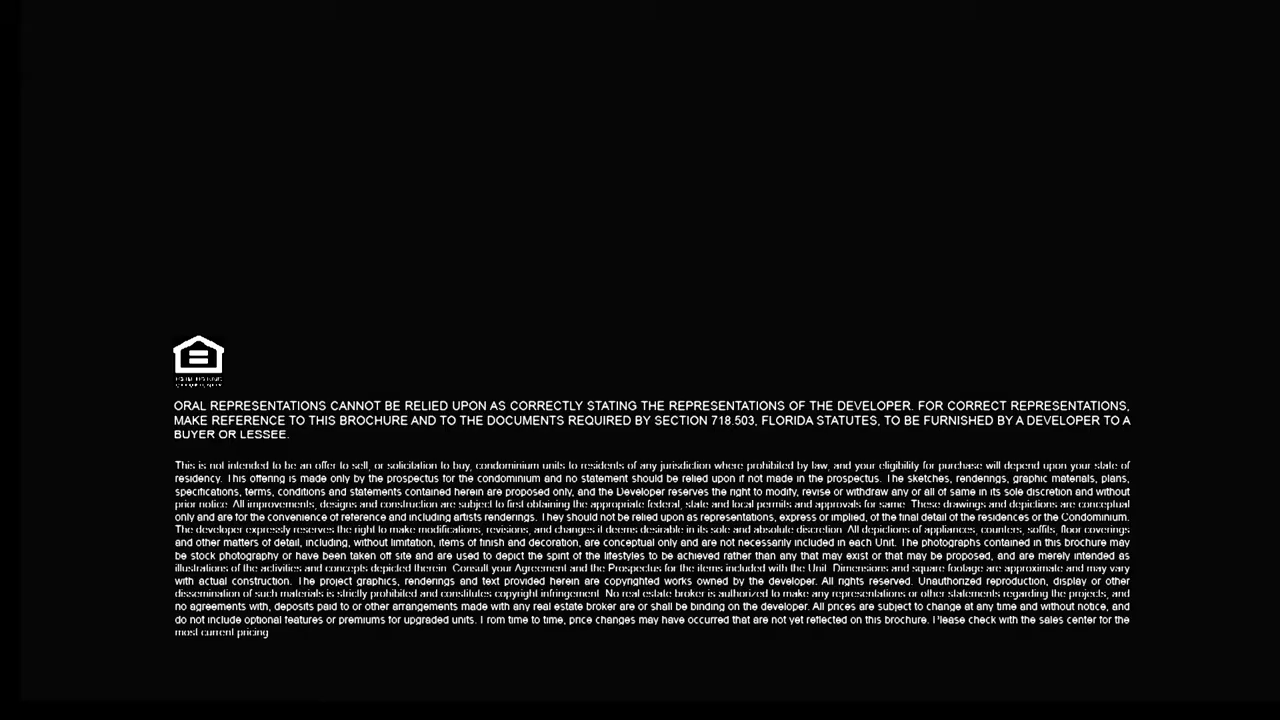 ORAL REPRESENTATIONS CANNOT BE RELIED UPON AS CORRECTLY STATING THE REPRESENTATIONS OF THE DEVELOPER. FOR CORRECT REPRESENTATIONS,
MAKE REFERENCE TO THIS BROCHURE AND TO THE DOCUMENTS REQUIRED BY SECTION 718.503, FLORIDA STATUTES, TO BE FURNISHED BY A DEVELOPER TO A
BUYER OR LESSEE.
This is not intended to be an offer to sell, or solicitation to buy, condominium units to residents of any jurisdiction where prohibited by law, and your eligibility for purchase will depend upon your state of
residency. This offering is made only by the prospectus for the condominium and no statement should be relied upon if not made in the prospectus. The sketches, renderings, graphic materials, plans,
specifications, terms, conditions and statements contained herein are proposed only, and the Developer reserves the right to modify, revise or withdraw any or all of same in its sole discretion and without
prior notice. All improvements, designs and construction are subject to first obtaining the appropriate federal, state and local permits and approvals for same. These drawings and depictions are conceptual
only and are for the convenience of reference and including artists renderings. They should not be relied upon as representations, express or implied, of the final detail of the residences or the Condominium.
The developer expressly reserves the right to make modifications, revisions, and changes it deems desirable in its sole and absolute discretion. All depictions of appliances, counters, soffits, floor coverings
and other matters of detail, including, without limitation, items of finish and decoration, are conceptual only and are not necessarily included in each Unit. The photographs contained in this brochure may
be stock photography or have been taken off site and are used to depict the spirit of the lifestyles to be achieved rather than any that may exist or that may be proposed, and are merely intended as
illustrations of the activities and concepts depicted therein. Consult your Agreement and the Prospectus for the items included with the Unit. Dimensions and square footage are approximate and may vary
with actual construction. The project graphics, renderings and text provided herein are copyrighted works owned by the developer. All rights reserved. Unauthorized reproduction, display or other
dissemination of such materials is strictly prohibited and constitutes copyright infringement. No real estate broker is authorized to make any representations or other statements regarding the projects, and
no agreements with, deposits paid to or other arrangements made with any real estate broker are or shall be binding on the developer. All prices are subject to change at any time and without notice, and
do not include optional features or premiums for upgraded units. From time to time, price changes may have occurred that are not yet reflected on this brochure. Please check with the sales center for the
most current pricing